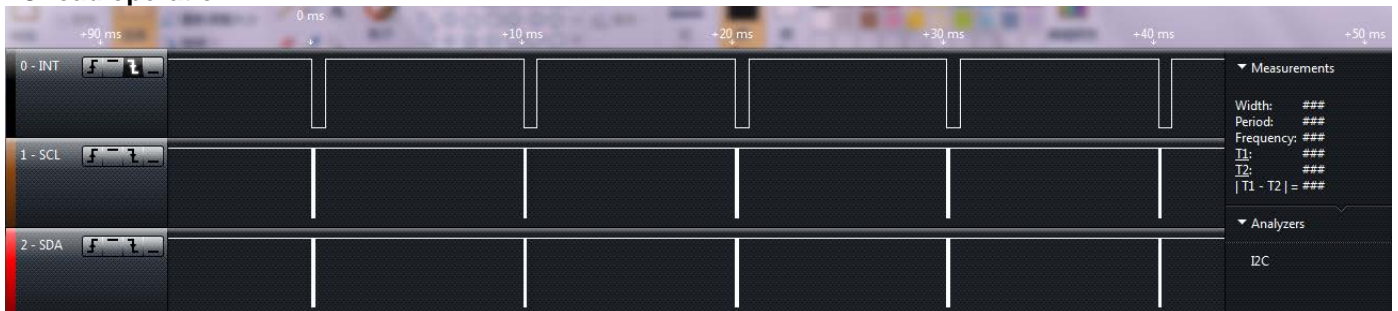 0 ms
+90 ms +10 ms +20 ms +30 ms +40 ms +50 ms
0 - INT
1 - SCL
2 - SDA
Measurements
Width: ###
Period: ###
Frequency: ###
T1: ###
T2: ###
| T1 - T2 | = ###
Analyzers
I2C